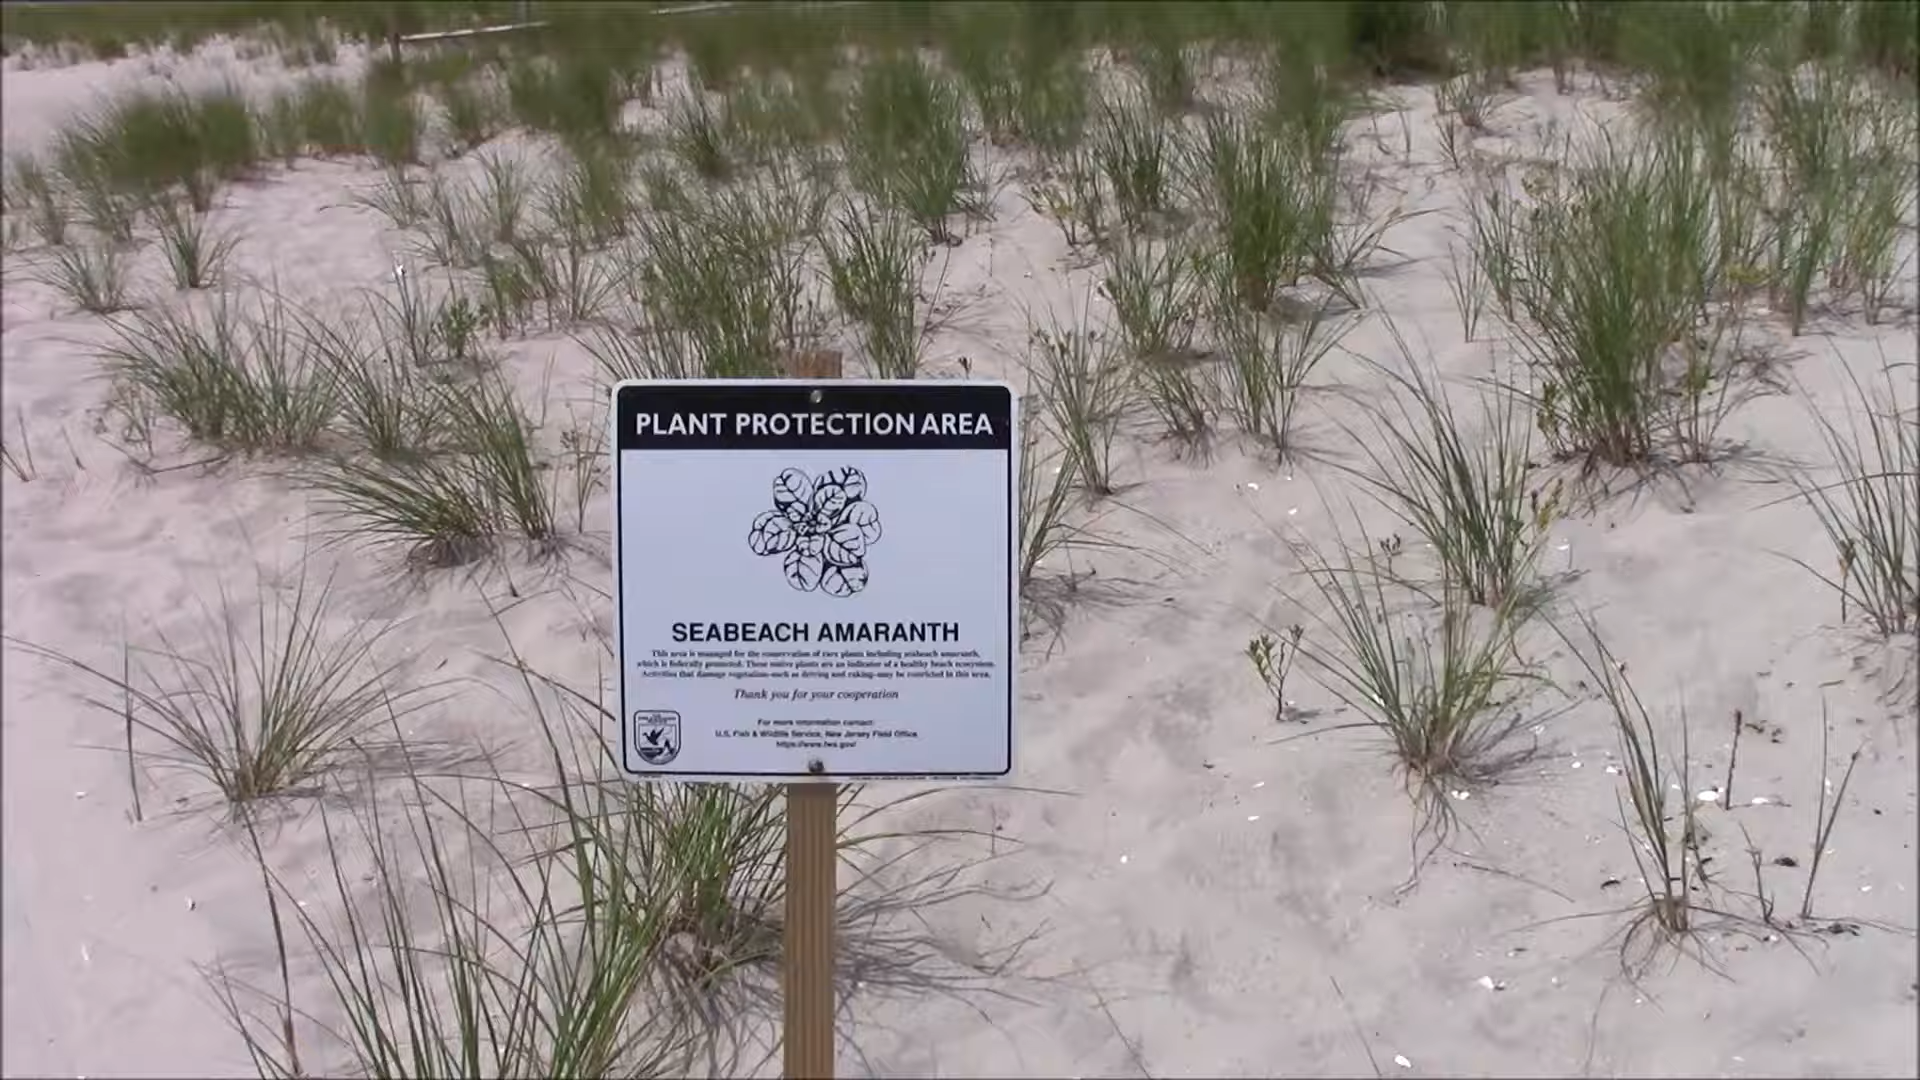 PLANT PROTECTION AREA
SEABEACH AMARANTH
This area is managed for the conservation of rare plants including seabeach amaranth,
which is federally protected. These native plants are an indicator of a healthy beach ecosystem.
Activities that damage vegetation-such as driving and raking-may be restricted in this area.
Thank you for your cooperation
For more information contact:
U.S. Fish & Wildlife Service, New Jersey Field Office
https://www.fws.gov/